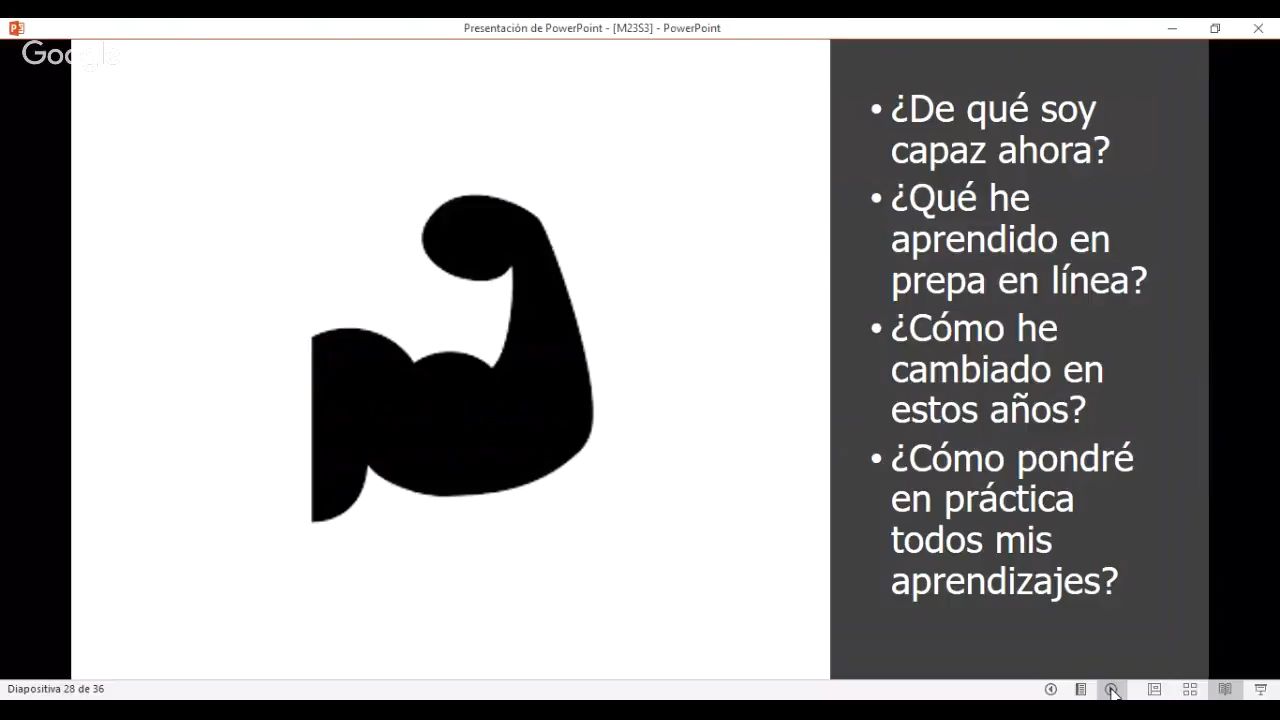 Presentación de PowerPoint - [M23S3] - PowerPoint
Google
• ¿De qué soy
capaz ahora?
• ¿Qué he
aprendido en
prepa en línea?
• ¿Cómo he
cambiado en
estos años?
• ¿Cómo pondré
en práctica
todos mis
aprendizajes?
Diapositiva 28 de 36